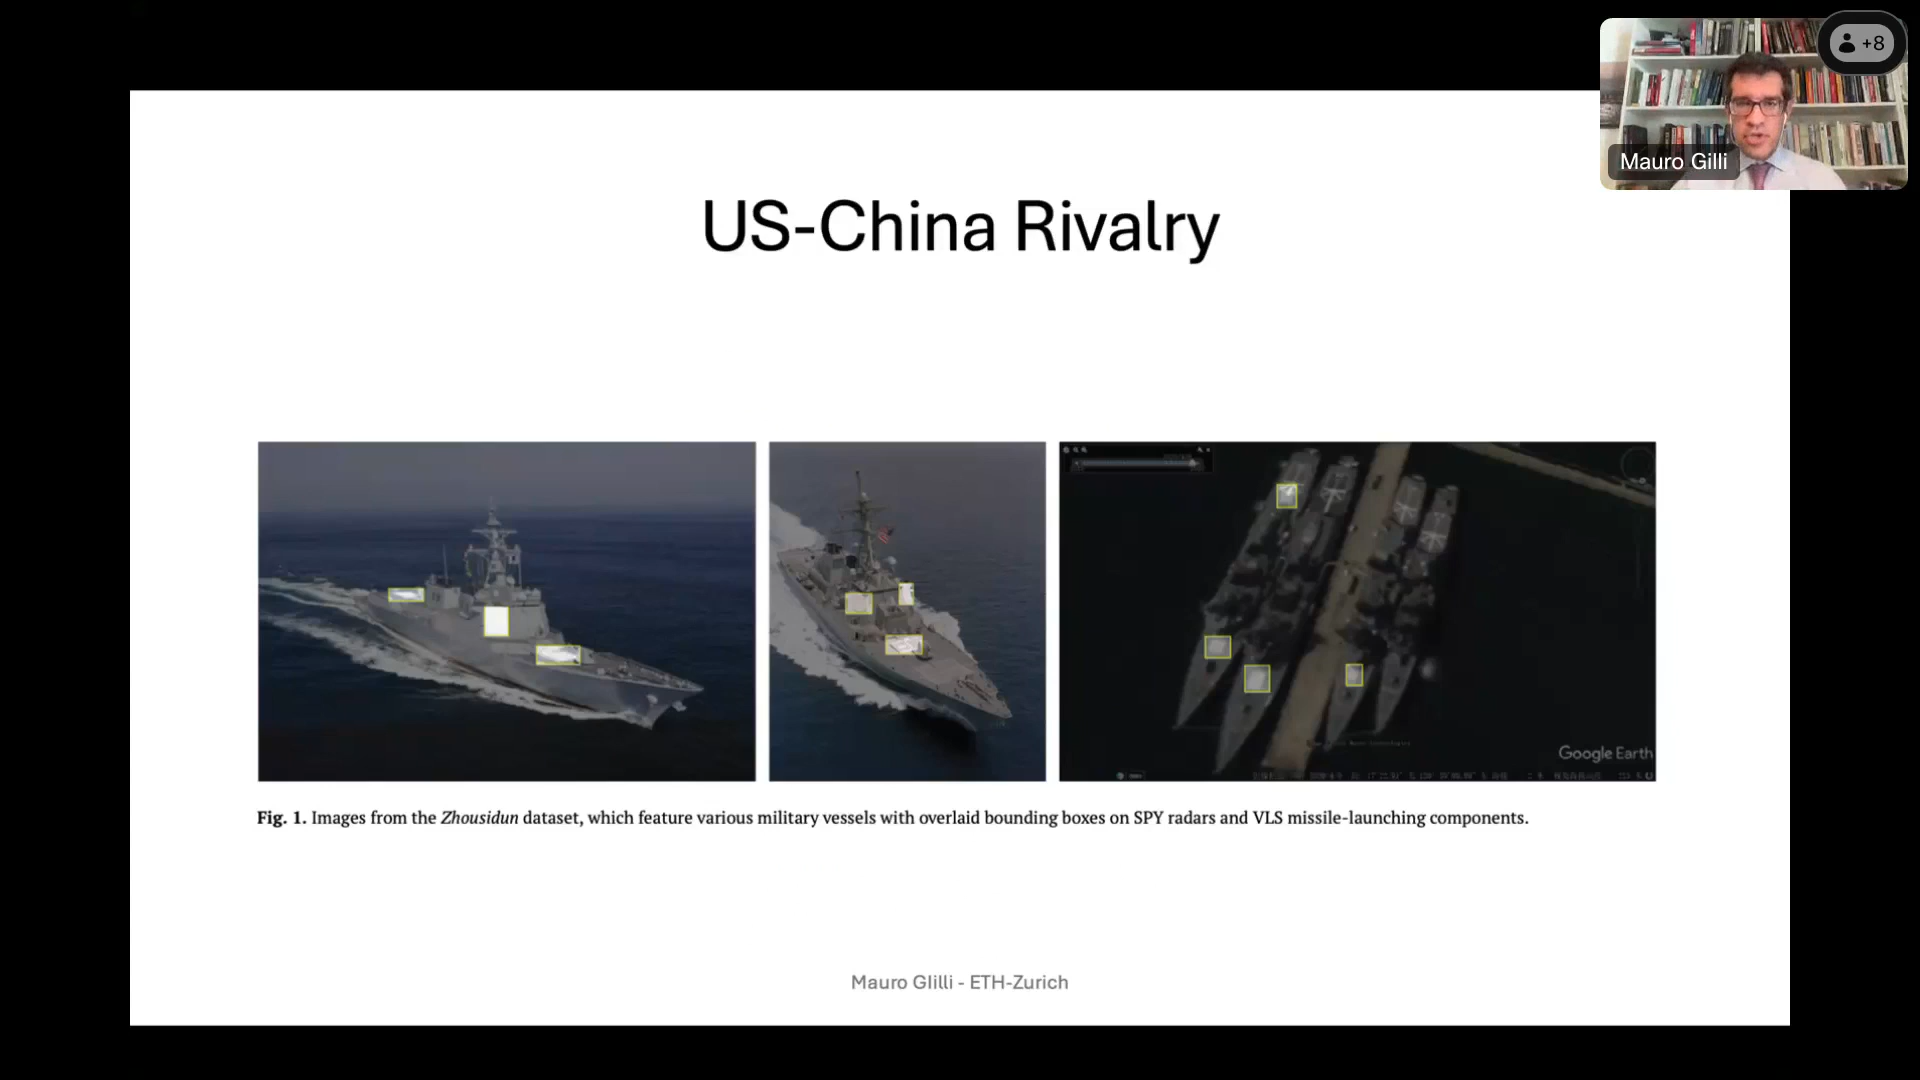 +8
Mauro Gilli
US-China Rivalry
Google Earth
Fig. 1. Images from the Zhousidun dataset, which feature various military vessels with overlaid bounding boxes on SPY radars and VLS missile-launching components.
Mauro GIilli - ETH-Zurich